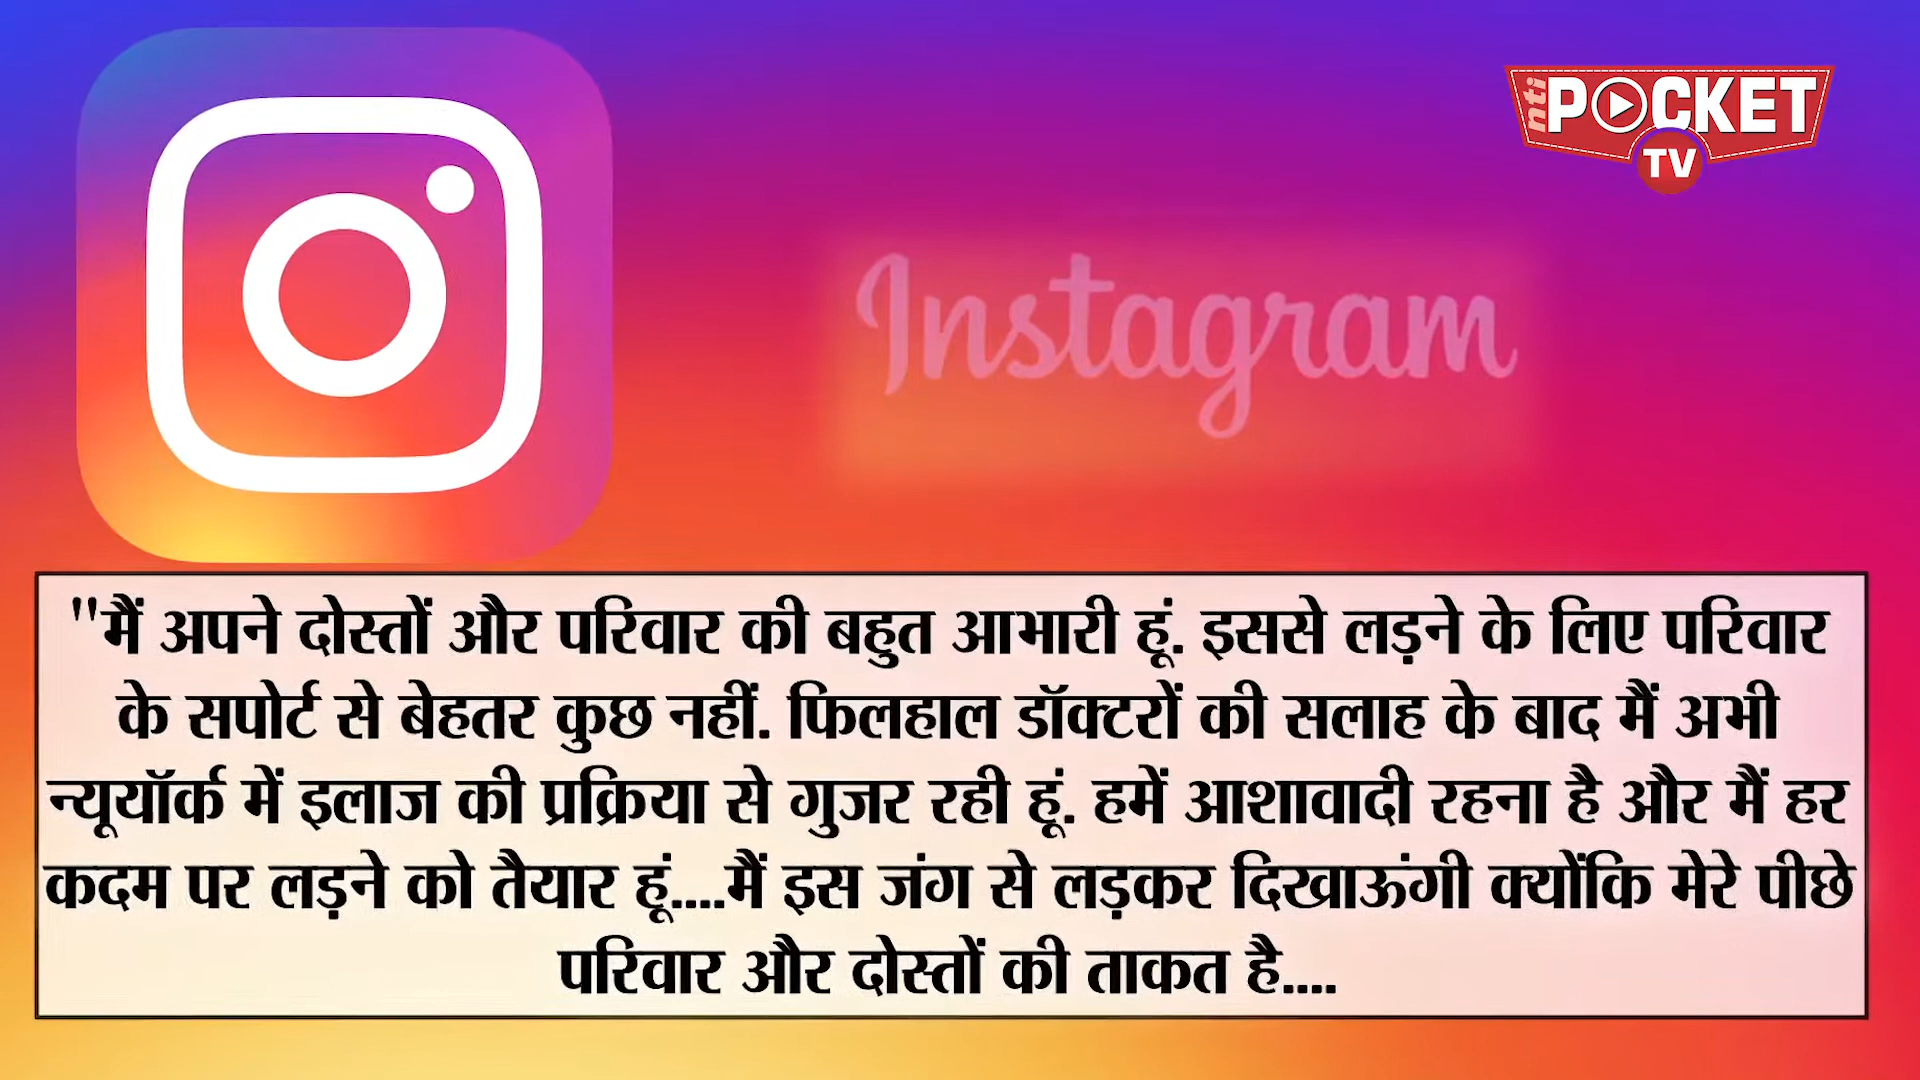 nti
POCKET
TV
Instagram
"मैं अपने दोस्तों और परिवार की बहुत आभारी हूं. इससे लड़ने के लिए परिवार
के सपोर्ट से बेहतर कुछ नहीं. फिलहाल डॉक्टरों की सलाह के बाद मैं अभी
न्यूयॉर्क में इलाज की प्रक्रिया से गुजर रही हूं. हमें आशावादी रहना है और मैं हर
कदम पर लड़ने को तैयार हूं....मैं इस जंग से लड़कर दिखाऊंगी क्योंकि मेरे पीछे
परिवार और दोस्तों की ताकत है....